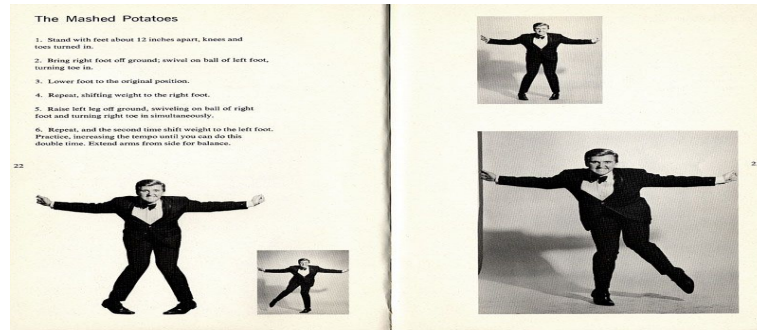 The Mashed Potatoes
1. Stand with feet about 12 inches apart, knees and
toes turned in.
2. Bring right foot off ground; swivel on ball of left foot,
turning toe in.
3. Lower foot to the original position.
4. Repeat, shifting weight to the right foot.
5. Raise left leg off ground, swiveling on ball of right
foot and turning right toe in simultaneously.
6. Repeat, and the second time shift weight to the left foot.
Practice, increasing the tempo until you can do this
double time. Extend arms from side for balance.
22